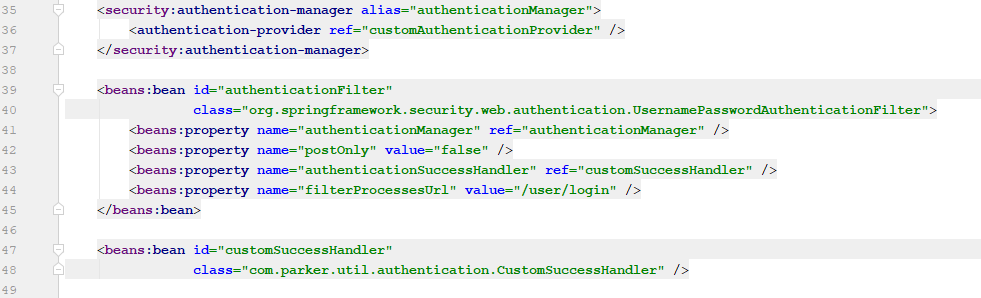 35 <security:authentication-manager alias="authenticationManager">
36 <authentication-provider ref="customAuthenticationProvider" />
37 </security:authentication-manager>
38
39 <beans:bean id="authenticationFilter"
40 class="org.springframework.security.web.authentication.UsernamePasswordAuthenticationFilter">
41 <beans:property name="authenticationManager" ref="authenticationManager" />
42 <beans:property name="postOnly" value="false" />
43 <beans:property name="authenticationSuccessHandler" ref="customSuccessHandler" />
44 <beans:property name="filterProcessesUrl" value="/user/login" />
45 </beans:bean>
46
47 <beans:bean id="customSuccessHandler"
48 class="com.parker.util.authentication.CustomSuccessHandler" />
49